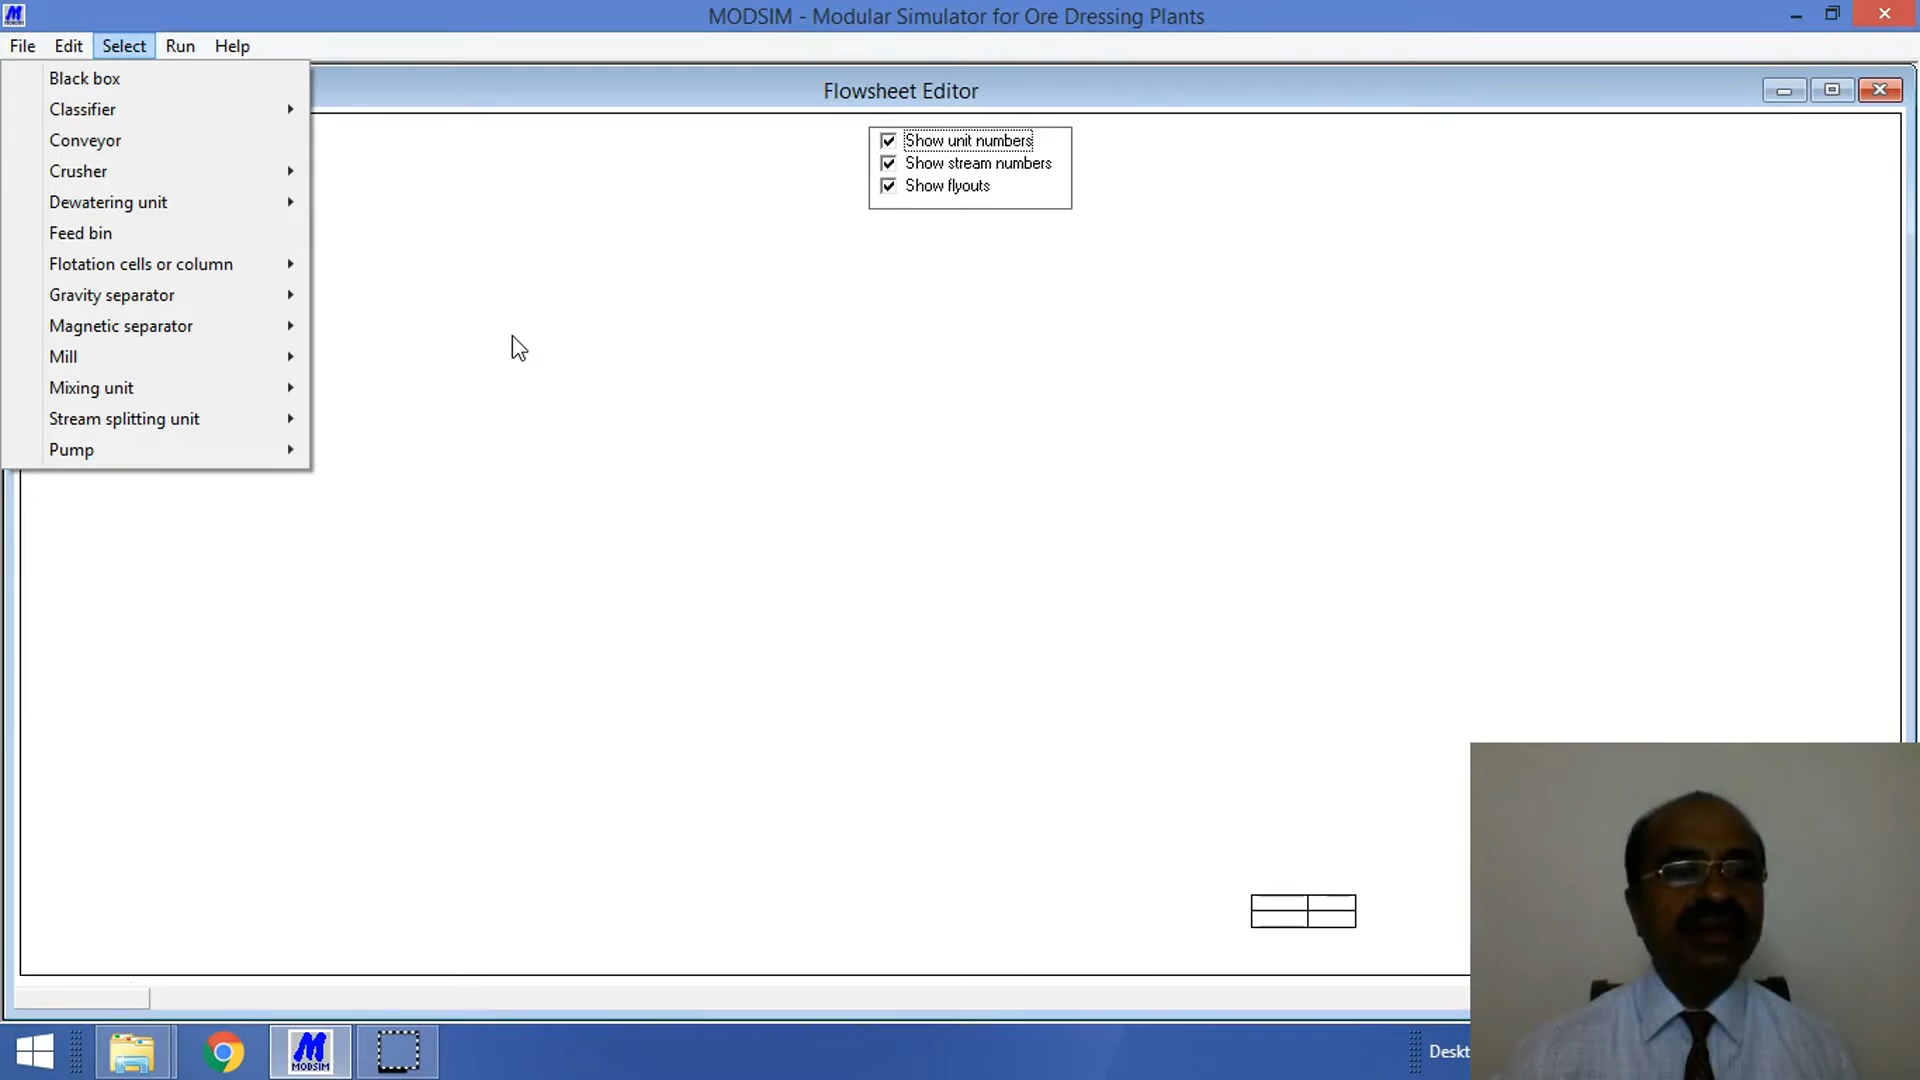 MODSIM - Modular Simulator for Ore Dressing Plants
File Edit Select Run Help
Flowsheet Editor
Black box
Classifier
Conveyor
Crusher
Dewatering unit
Feed bin
Flotation cells or column
Gravity separator
Magnetic separator
Mill
Mixing unit
Stream splitting unit
Pump
Show unit numbers
Show stream numbers
Show flyouts
MODSIM
Deskt